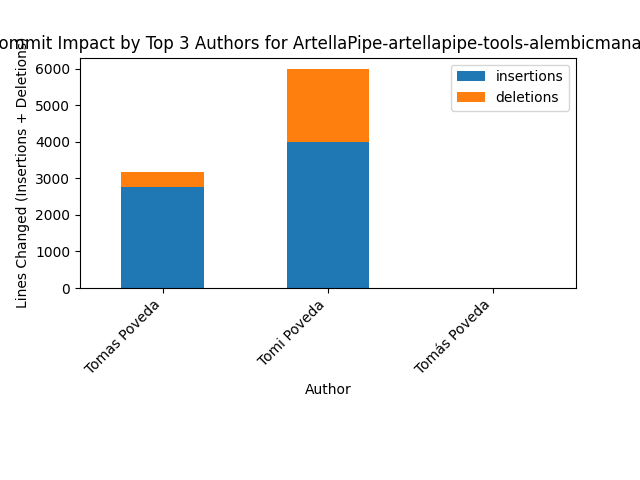 ommit Impact by Top 3 Authors for ArtellaPipe-artellapipe-tools-alembicmana
Lines Changed (Insertions + Deletions)
6000
5000
4000
3000
2000
1000
0
insertions
deletions
Tomas Poveda
Tomi Poveda
Tomás Poveda
Author